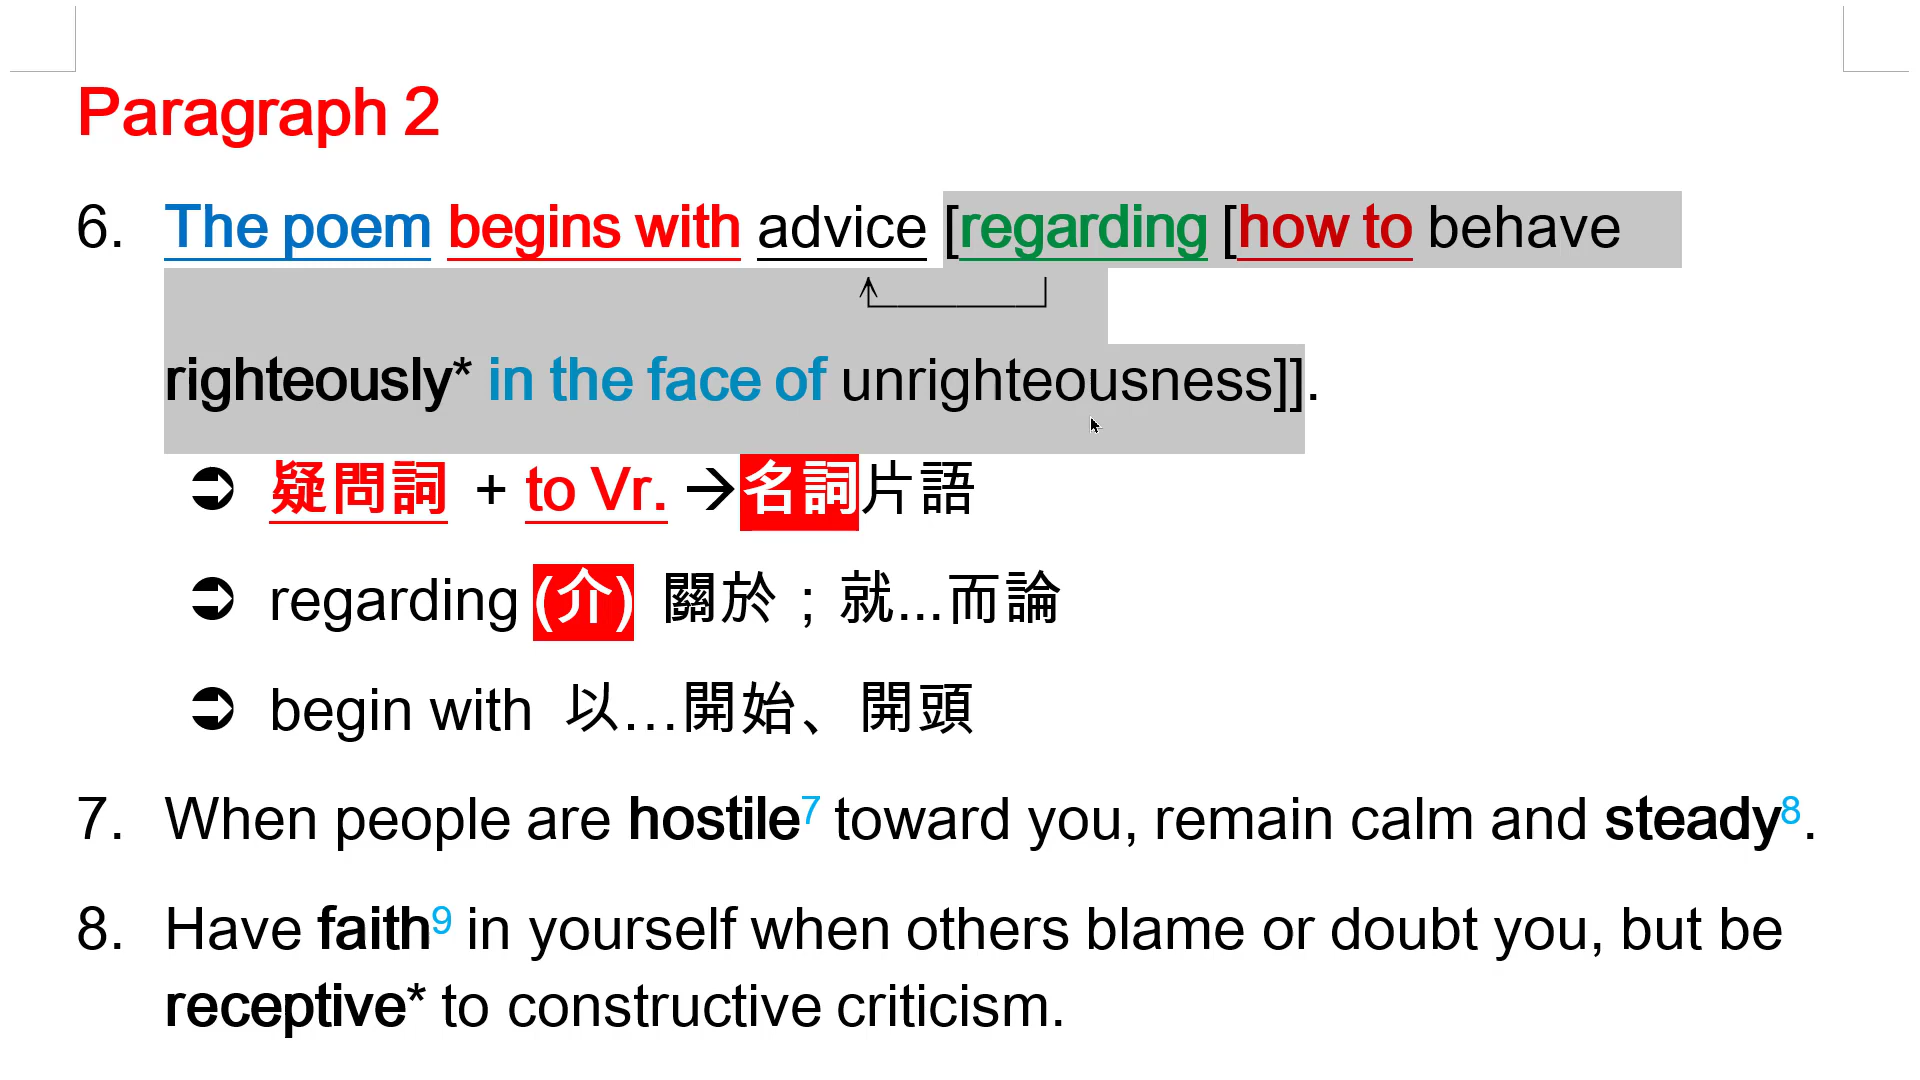 Paragraph 2
6. The poem begins with advice [regarding [how to behave
righteously* in the face of unrighteousness]].
➲ 疑問詞 + to Vr. →名詞片語
➲ regarding (介) 關於；就...而論
➲ begin with 以…開始、開頭
7. When people are hostile7 toward you, remain calm and steady8.
8. Have faith9 in yourself when others blame or doubt you, but be
receptive* to constructive criticism.